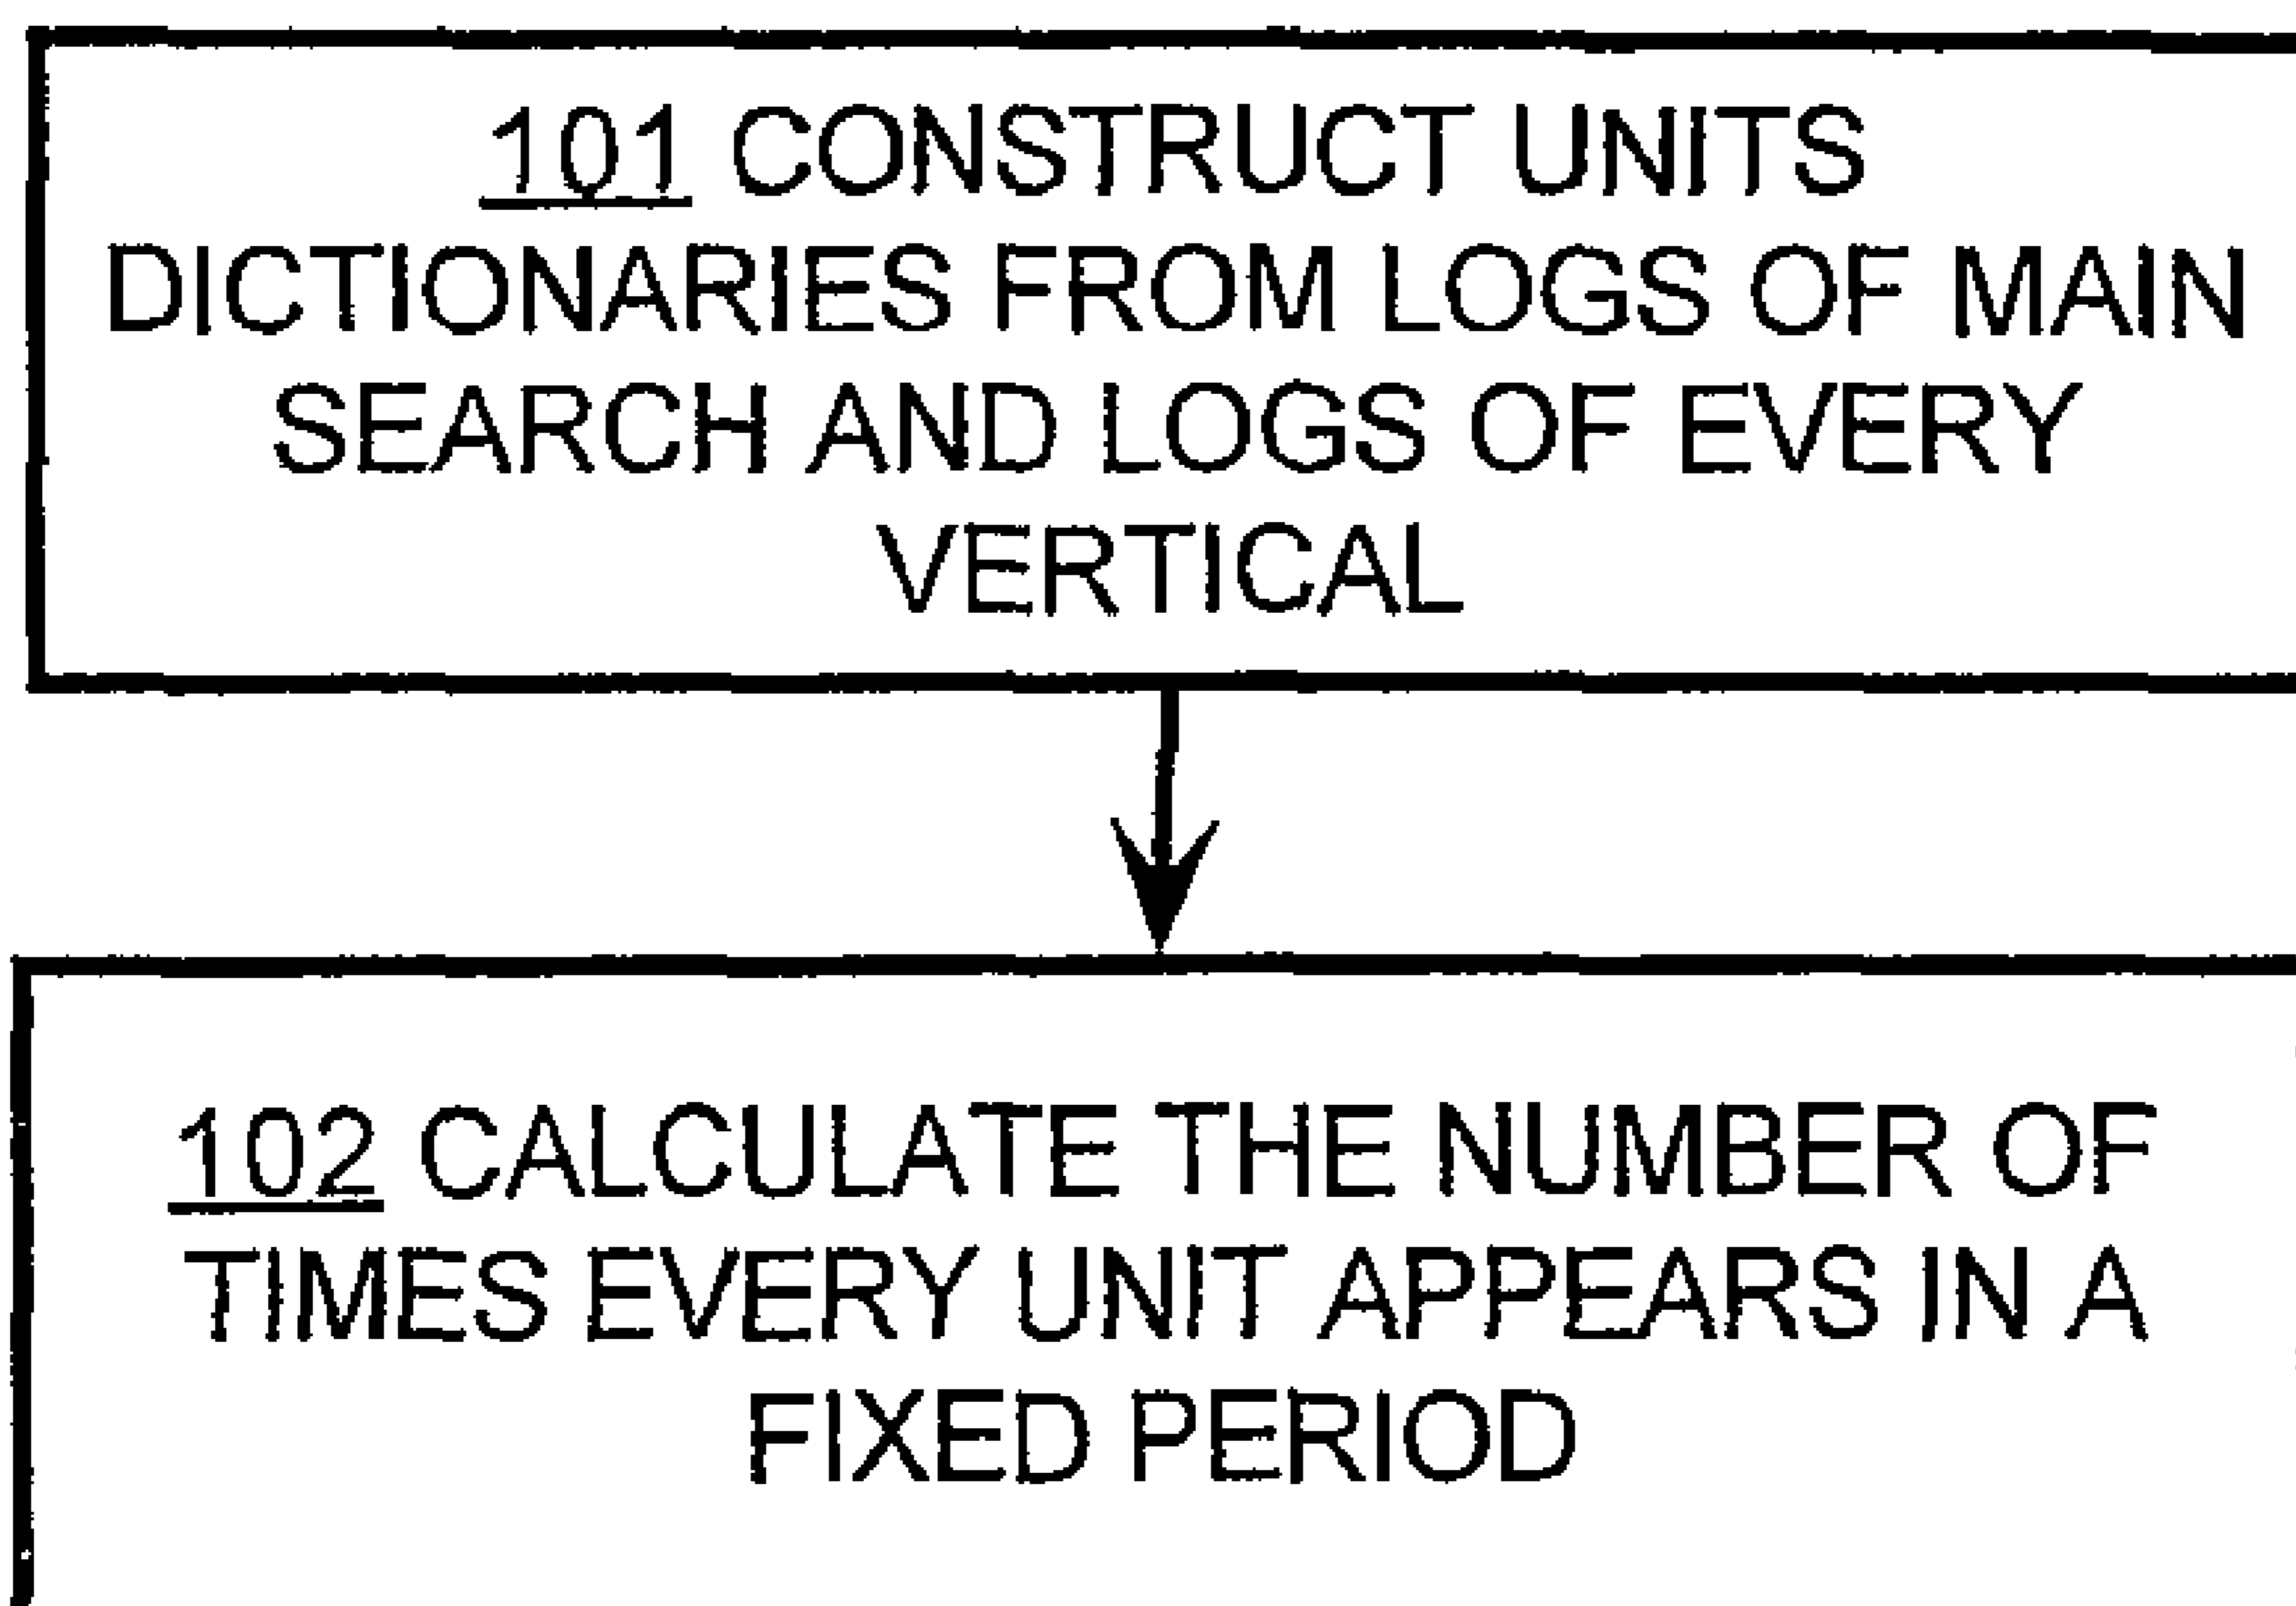 101 CONSTRUCT UNITS
DICTIONARIES FROM LOGS OF MAIN
SEARCH AND LOGS OF EVERY
VERTICAL
102 CALCULATE THE NUMBER OF
TIMES EVERY UNIT APPEARS IN A
FIXED PERIOD